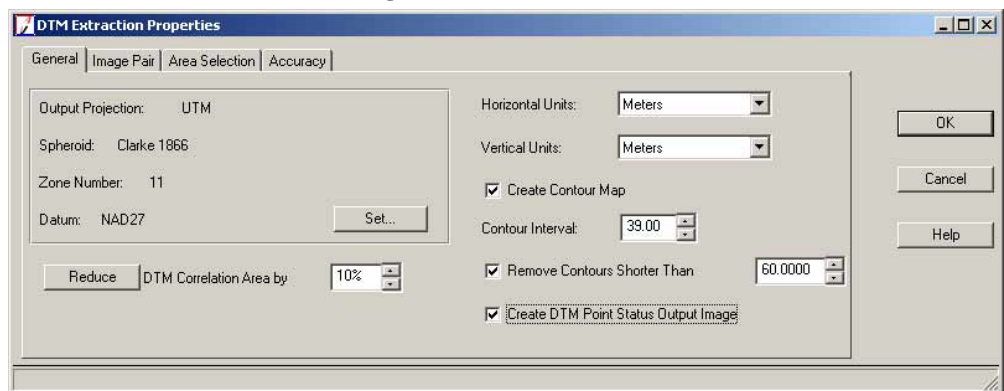 DTM Extraction Properties
General
Image Pair
Area Selection
Accuracy
Output Projection: UTM
Spheroid: Clarke 1866
Zone Number: 11
Datum: NAD27
Set...
Reduce DTM Correlation Area by 10%
Horizontal Units: Meters
Vertical Units: Meters
Create Contour Map
Contour Interval: 39.00
Remove Contours Shorter Than 60.0000
Create DTM Point Status Output Image
OK
Cancel
Help